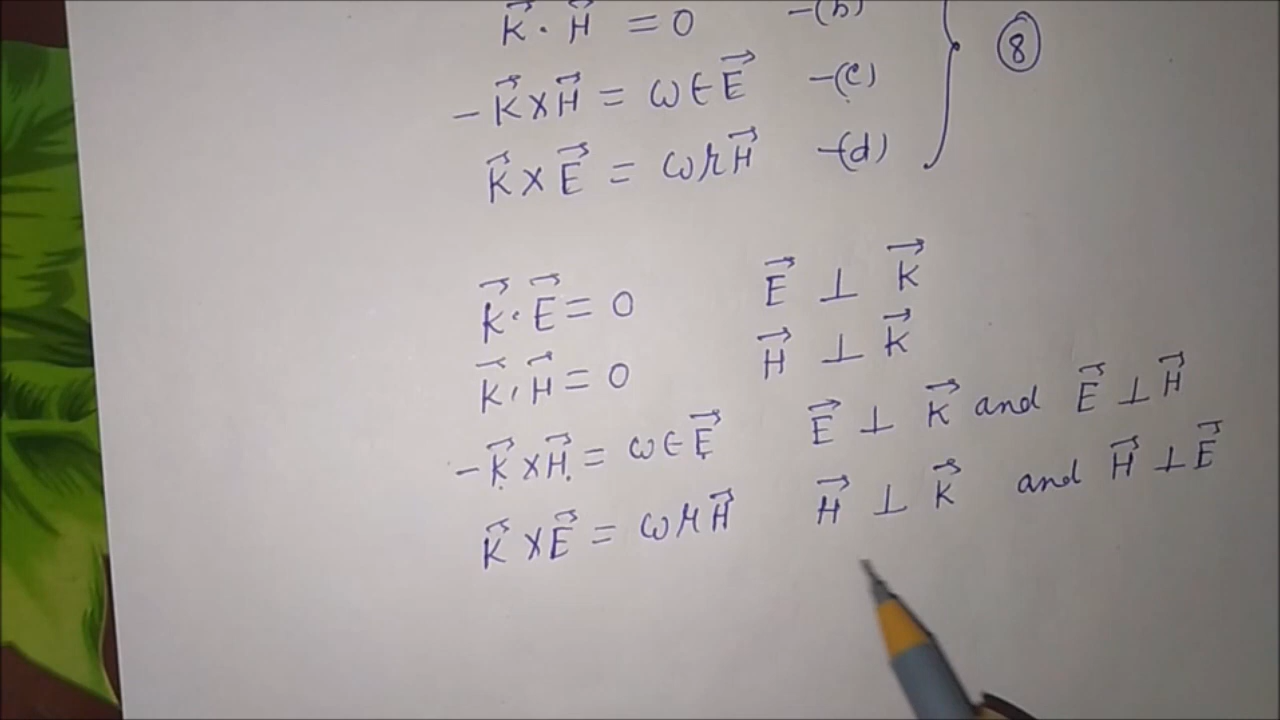 K⃗ · H⃗ = 0 –(b)
– K⃗ × H⃗ = ωϵE⃗ –(c)
K⃗ × E⃗ = ωμH⃗ –(d)
⑧
K⃗ · E⃗ = 0 E⃗ ⊥ K⃗
K⃗ · H⃗ = 0 H⃗ ⊥ K⃗
– K⃗ × H⃗ = ωϵE⃗ E⃗ ⊥ K⃗ and E⃗ ⊥ H⃗
K⃗ × E⃗ = ωμH⃗ H⃗ ⊥ K⃗ and H⃗ ⊥ E⃗